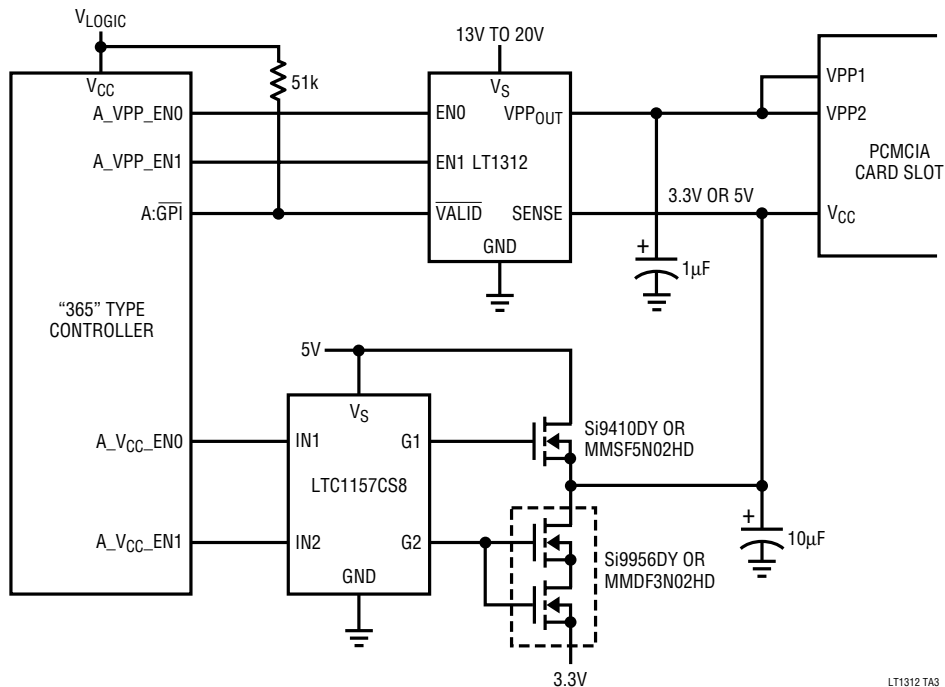 VLOGIC
13V TO 20V
VCC
51k
VS
VPP1
A_VPP_EN0
EN0
VPPOUT
VPP2
A_VPP_EN1
EN1 LT1312
PCMCIA
CARD SLOT
A:GPI
VALID
SENSE
3.3V OR 5V
VCC
GND
+
1µF
“365” TYPE
CONTROLLER
5V
VS
A_VCC_EN0
IN1
G1
Si9410DY OR
MMSF5N02HD
LTC1157CS8
A_VCC_EN1
IN2
G2
+
10µF
Si9956DY OR
MMDF3N02HD
GND
3.3V
LT1312 TA3